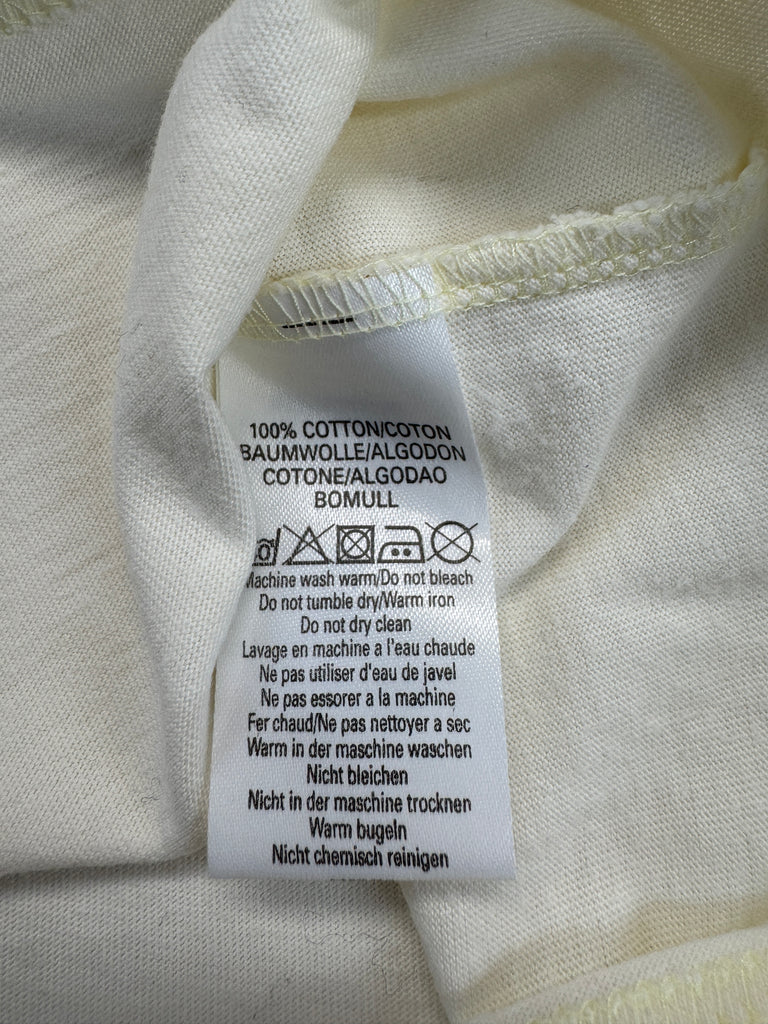 100% COTTON/COTON
BAUMWOLLE/ALGODON
COTONE/ALGODAO
BOMULL
Machine wash warm/Do not bleach
Do not tumble dry/Warm iron
Do not dry clean
Lavage en machine a l'eau chaude
Ne pas utiliser d'eau de javel
Ne pas essorer a la machine
Fer chaud/Ne pas nettoyer a sec
Warm in der maschine waschen
Nicht bleichen
Nicht in der maschine trocknen
Warm bugeln
Nicht chemisch reinigen